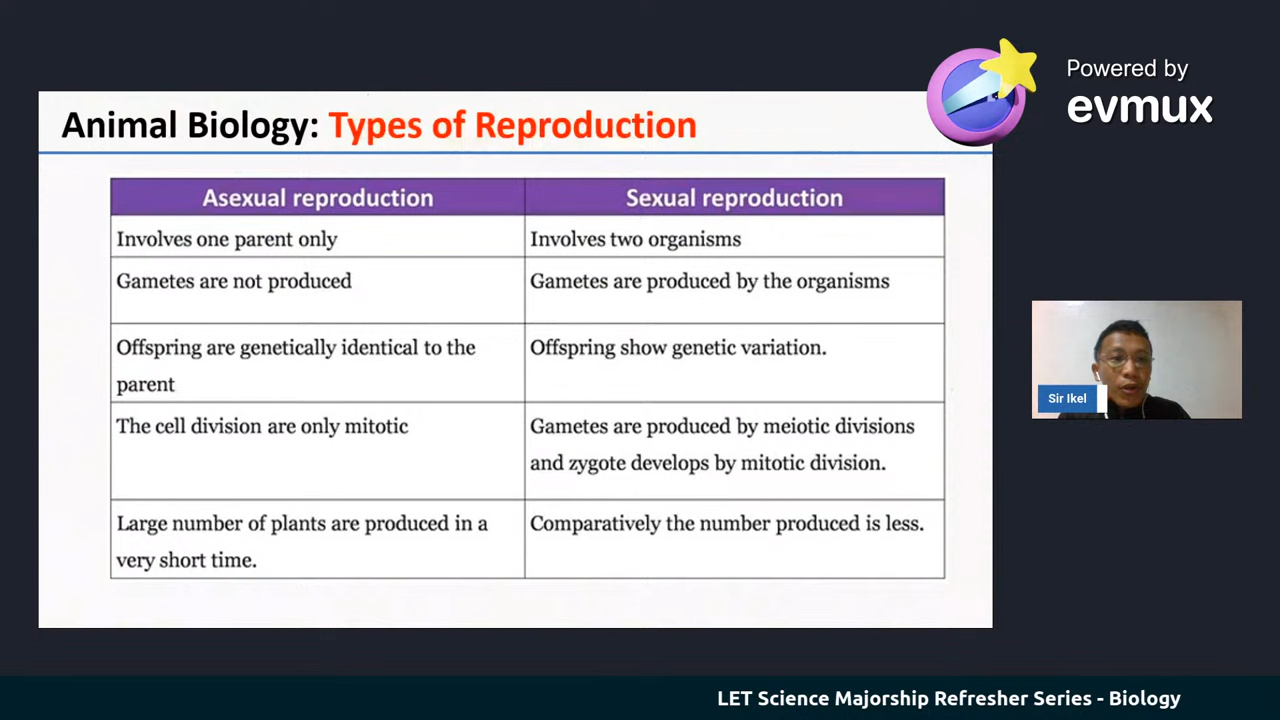 Powered by
evmux
Animal Biology: Types of Reproduction
Asexual reproduction
Sexual reproduction
Involves one parent only
Involves two organisms
Gametes are not produced
Gametes are produced by the organisms
Offspring are genetically identical to the
parent
Offspring show genetic variation.
The cell division are only mitotic
Gametes are produced by meiotic divisions
and zygote develops by mitotic division.
Large number of plants are produced in a
very short time.
Comparatively the number produced is less.
Sir Ikel
LET Science Majorship Refresher Series - Biology